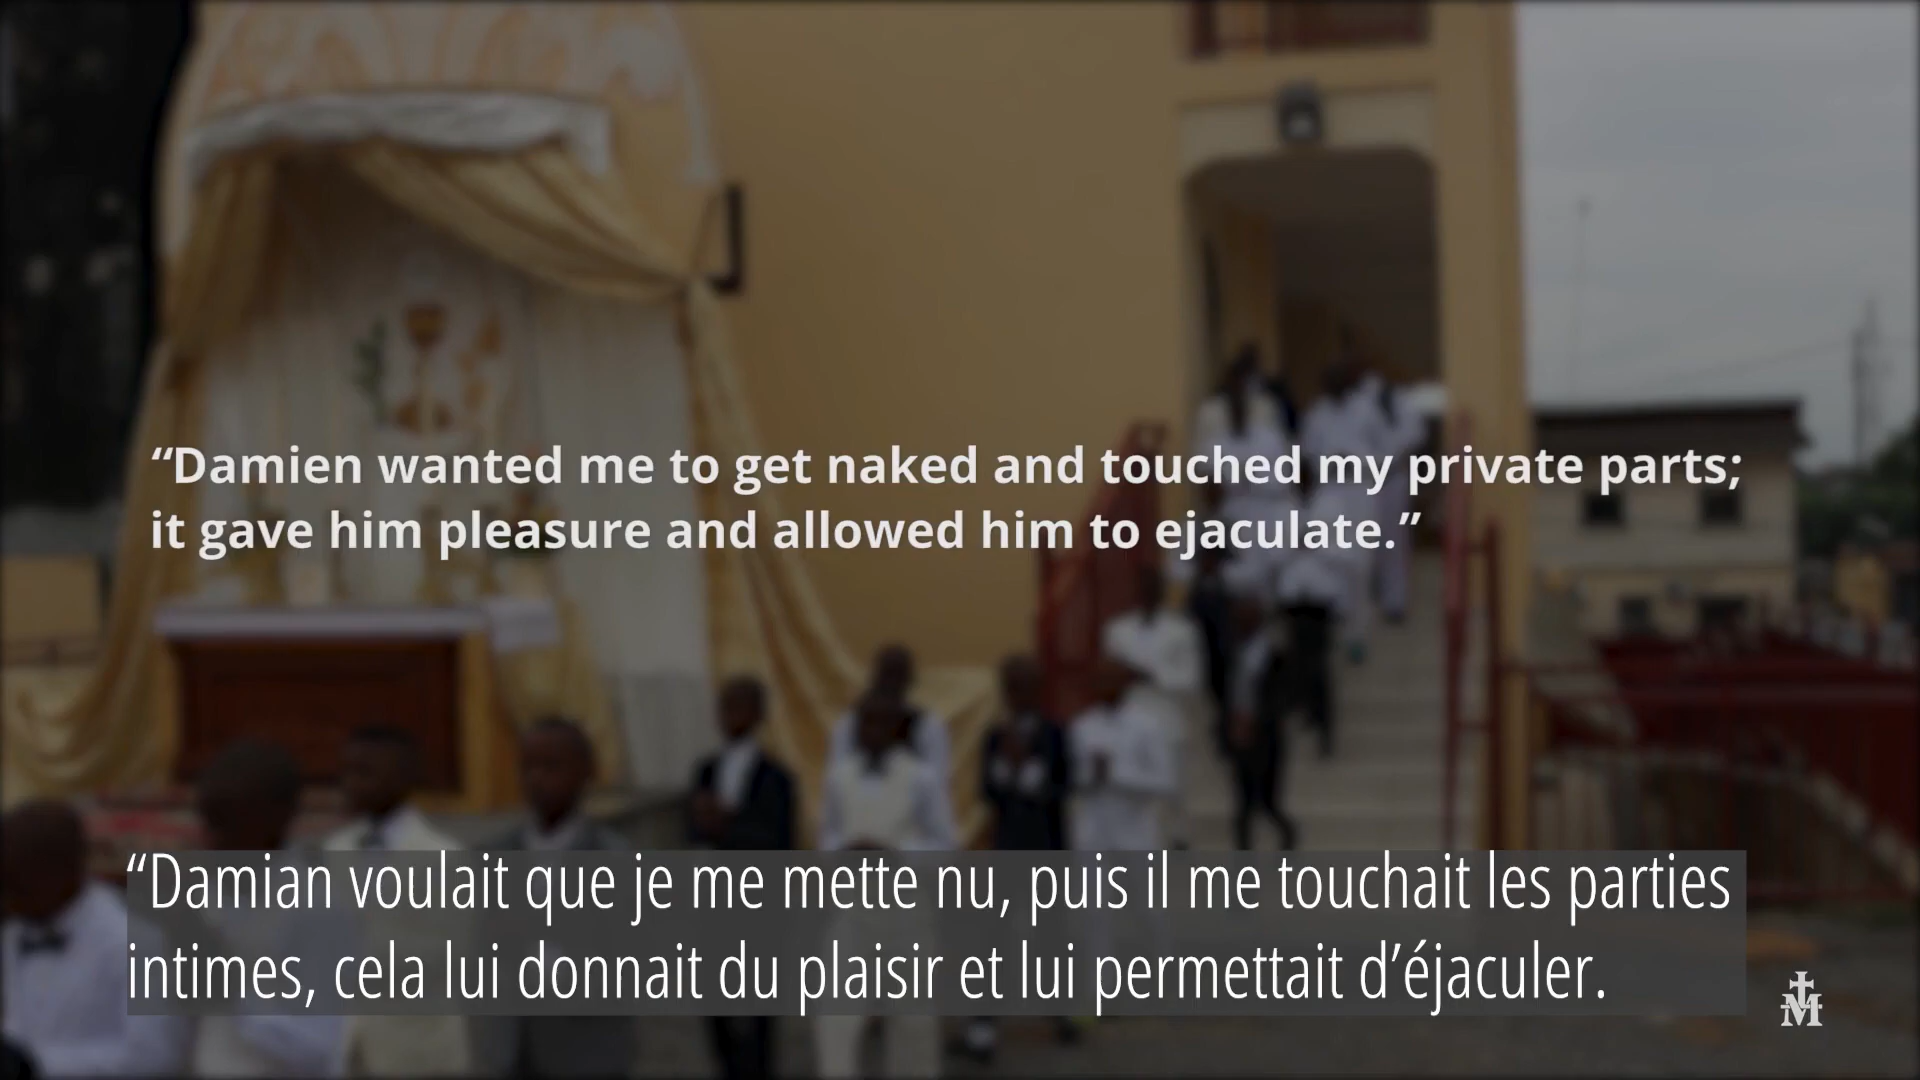 “Damien wanted me to get naked and touched my private parts;
it gave him pleasure and allowed him to ejaculate.”
“Damian voulait que je me mette nu, puis il me touchait les parties
intimes, cela lui donnait du plaisir et lui permettait d’éjaculer.
M